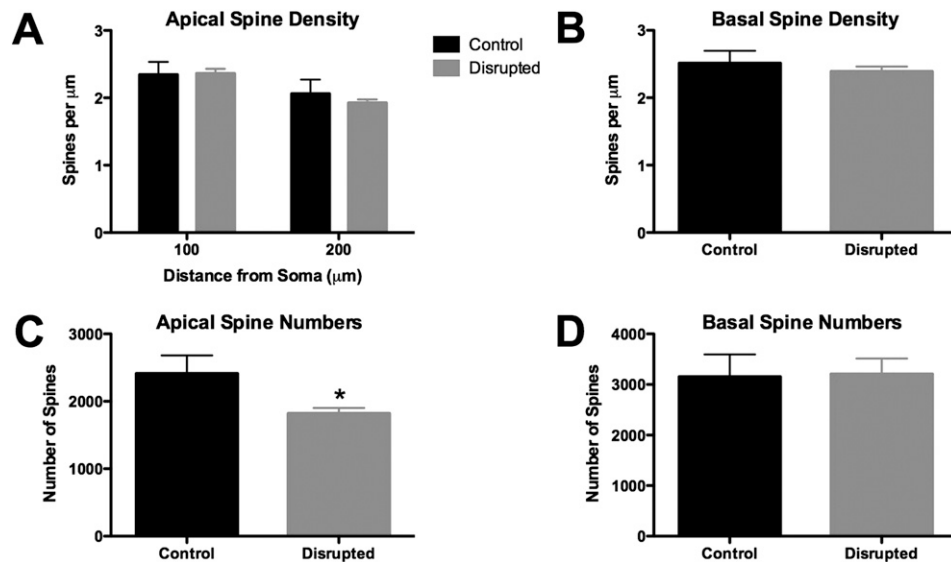 A
Apical Spine Density
3
2
1
0
Spines per μm
100
200
Distance from Soma (μm)
Control
Disrupted
B
Basal Spine Density
3
2
1
0
Spines per μm
Control
Disrupted
C
Apical Spine Numbers
3000
2000
1000
0
Number of Spines
*
Control
Disrupted
D
Basal Spine Numbers
4000
3000
2000
1000
0
Number of Spines
Control
Disrupted